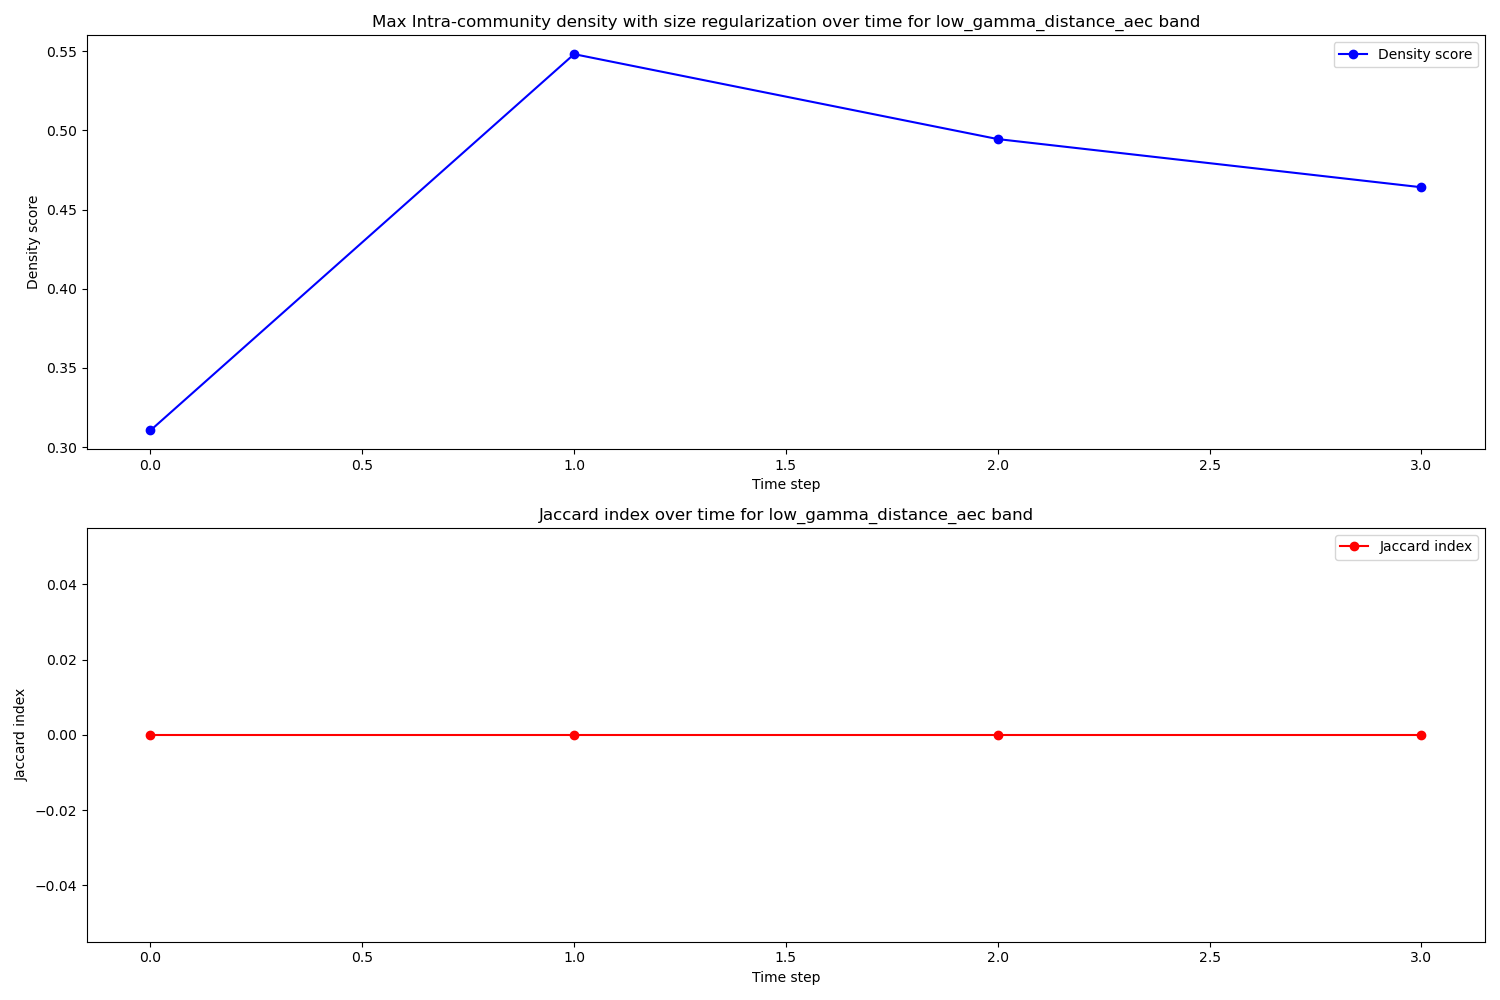 Max Intra-community density with size regularization over time for low_gamma_distance_aec band
Density score
0.55
0.50
0.45
0.40
0.35
0.30
Density score
0.0 0.5 1.0 1.5 2.0 2.5 3.0
Time step
Jaccard index over time for low_gamma_distance_aec band
Jaccard index
0.04
0.02
0.00
−0.02
−0.04
Jaccard index
0.0 0.5 1.0 1.5 2.0 2.5 3.0
Time step